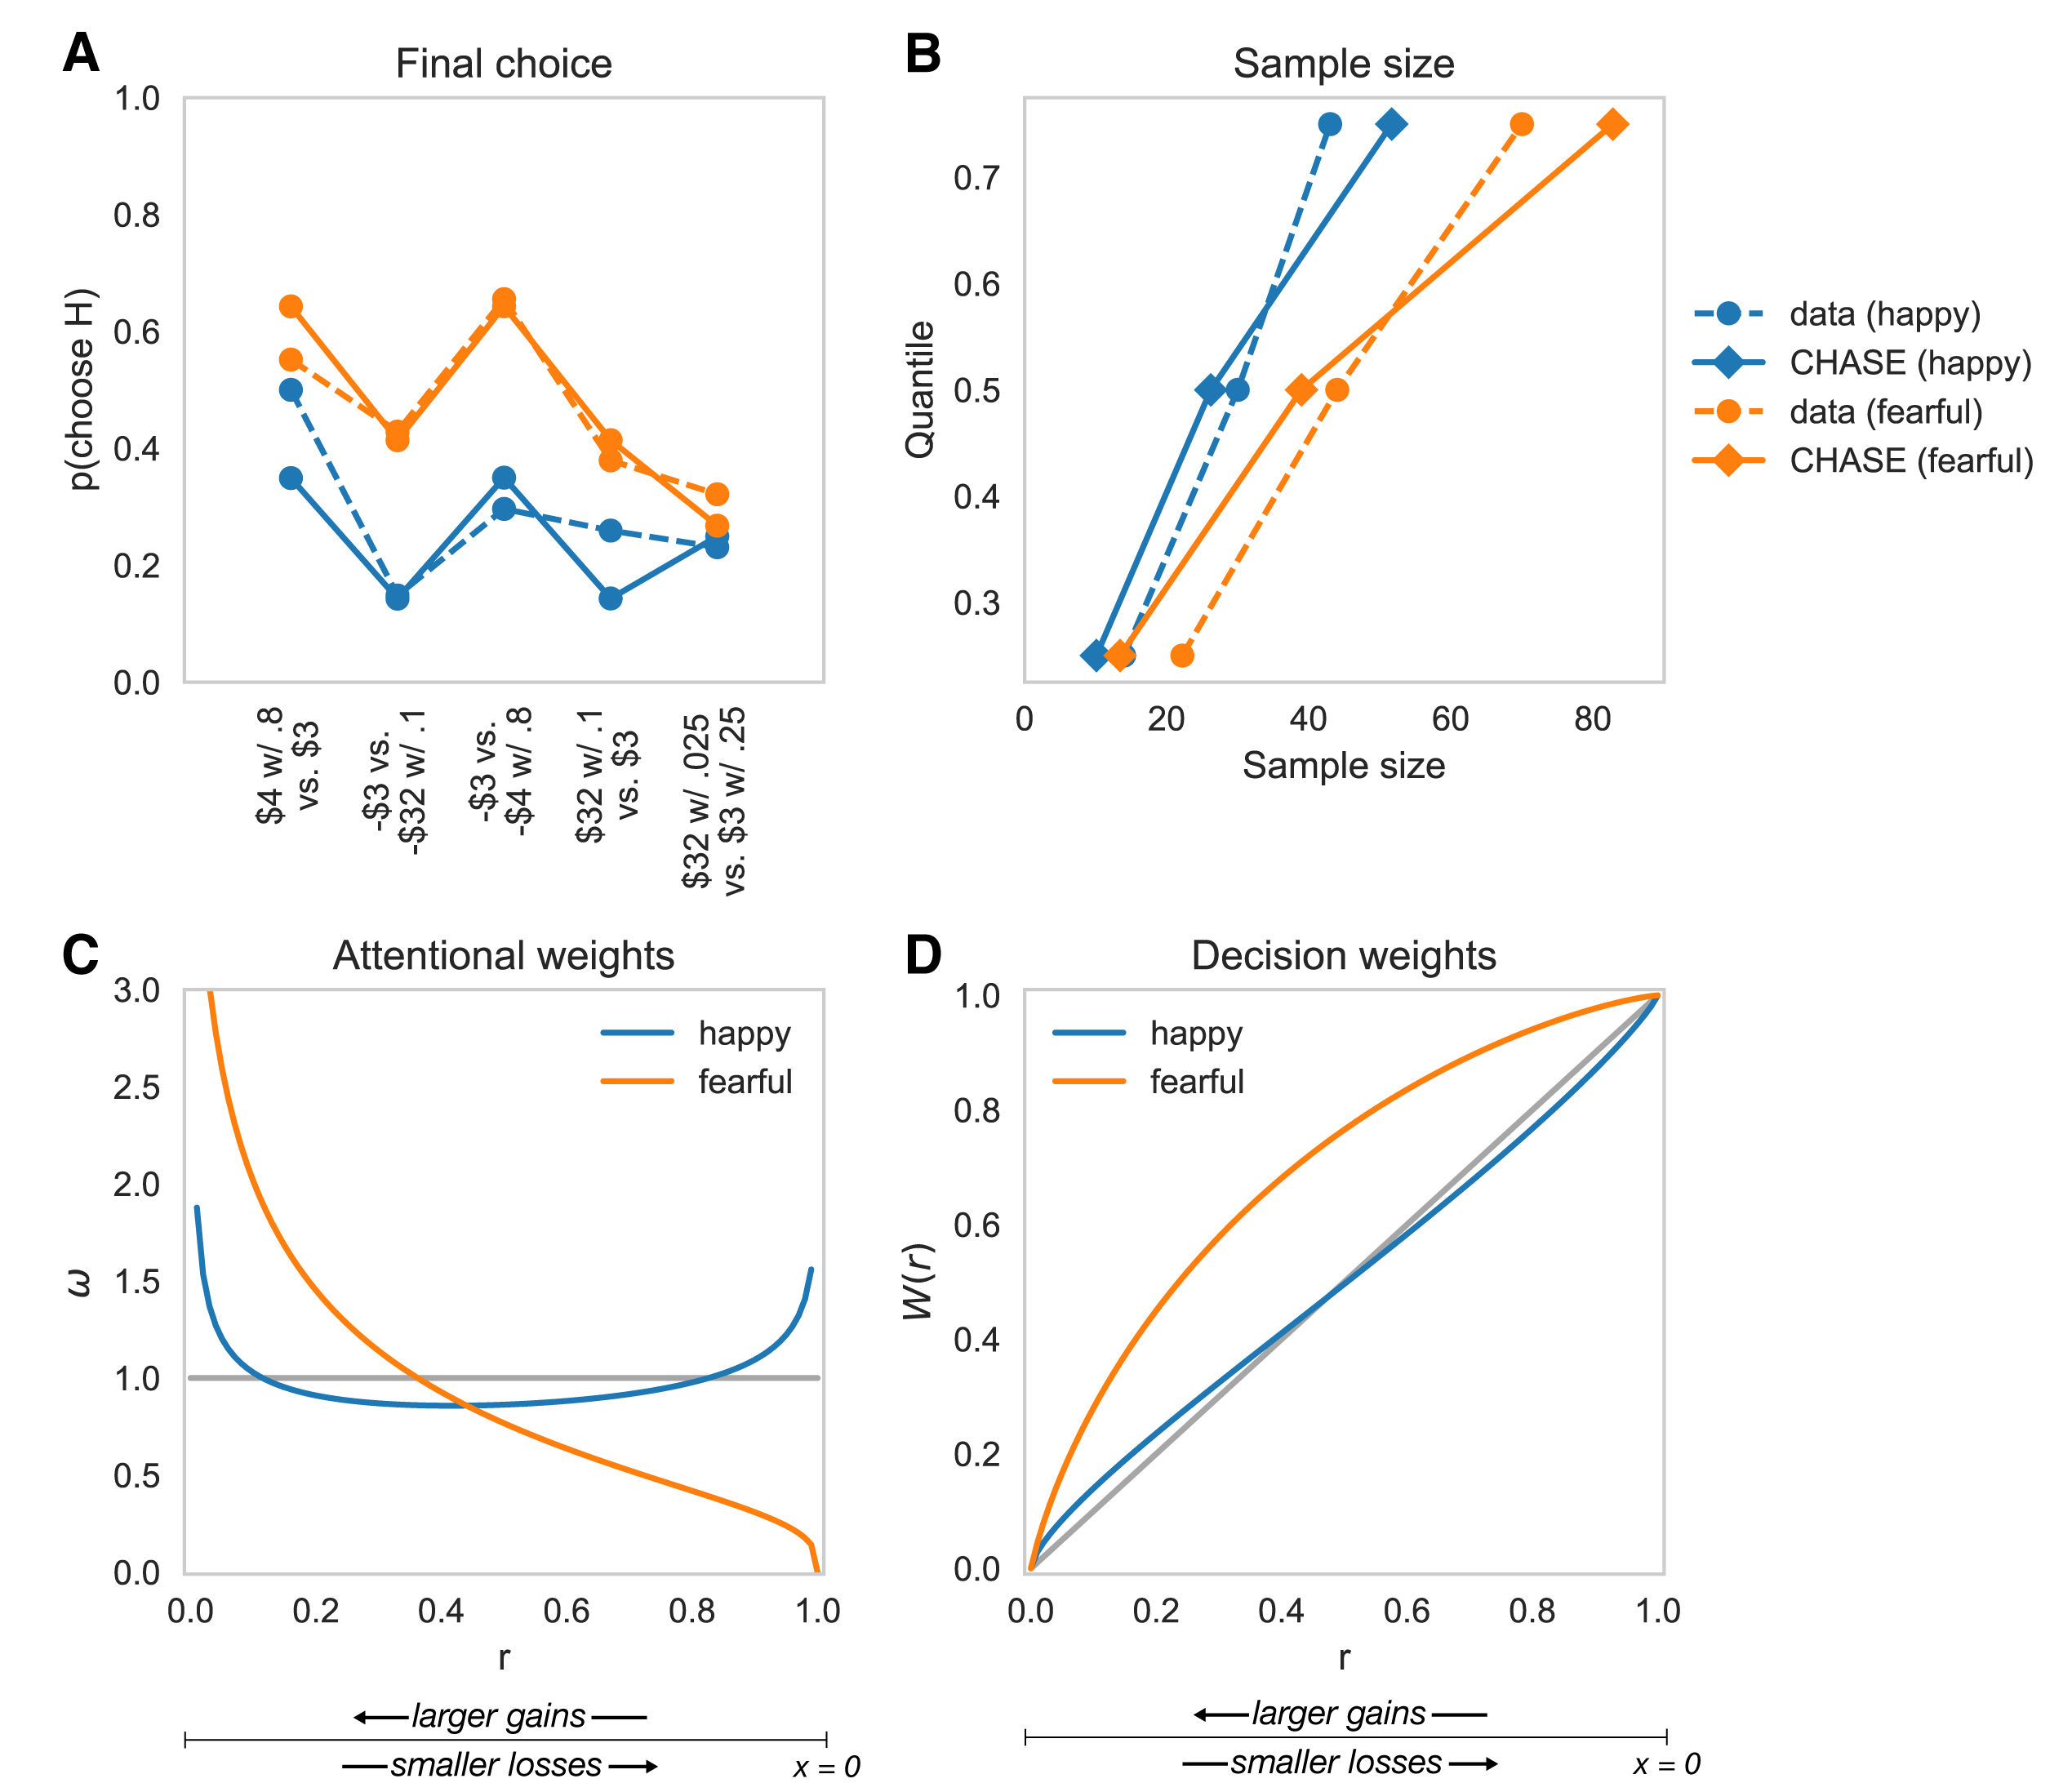 A
Final choice
p(choose H)
1.0
0.8
0.6
0.4
0.2
0.0
$4 w/ .8
vs. $3
-$3 vs.
-$32 w/ .1
-$3 vs.
-$4 w/ .8
$32 w/ .1
vs. $3
$32 w/ .025
vs. $3 w/ .25
B
Sample size
Quantile
0.7
0.6
0.5
0.4
0.3
0 20 40 60 80
Sample size
data (happy)
CHASE (happy)
data (fearful)
CHASE (fearful)
C
Attentional weights
ω
3.0
2.5
2.0
1.5
1.0
0.5
0.0
happy
fearful
0.0 0.2 0.4 0.6 0.8 1.0
r
larger gains
smaller losses
x = 0
D
Decision weights
W(r)
1.0
0.8
0.6
0.4
0.2
0.0
happy
fearful
0.0 0.2 0.4 0.6 0.8 1.0
r
larger gains
smaller losses
x = 0